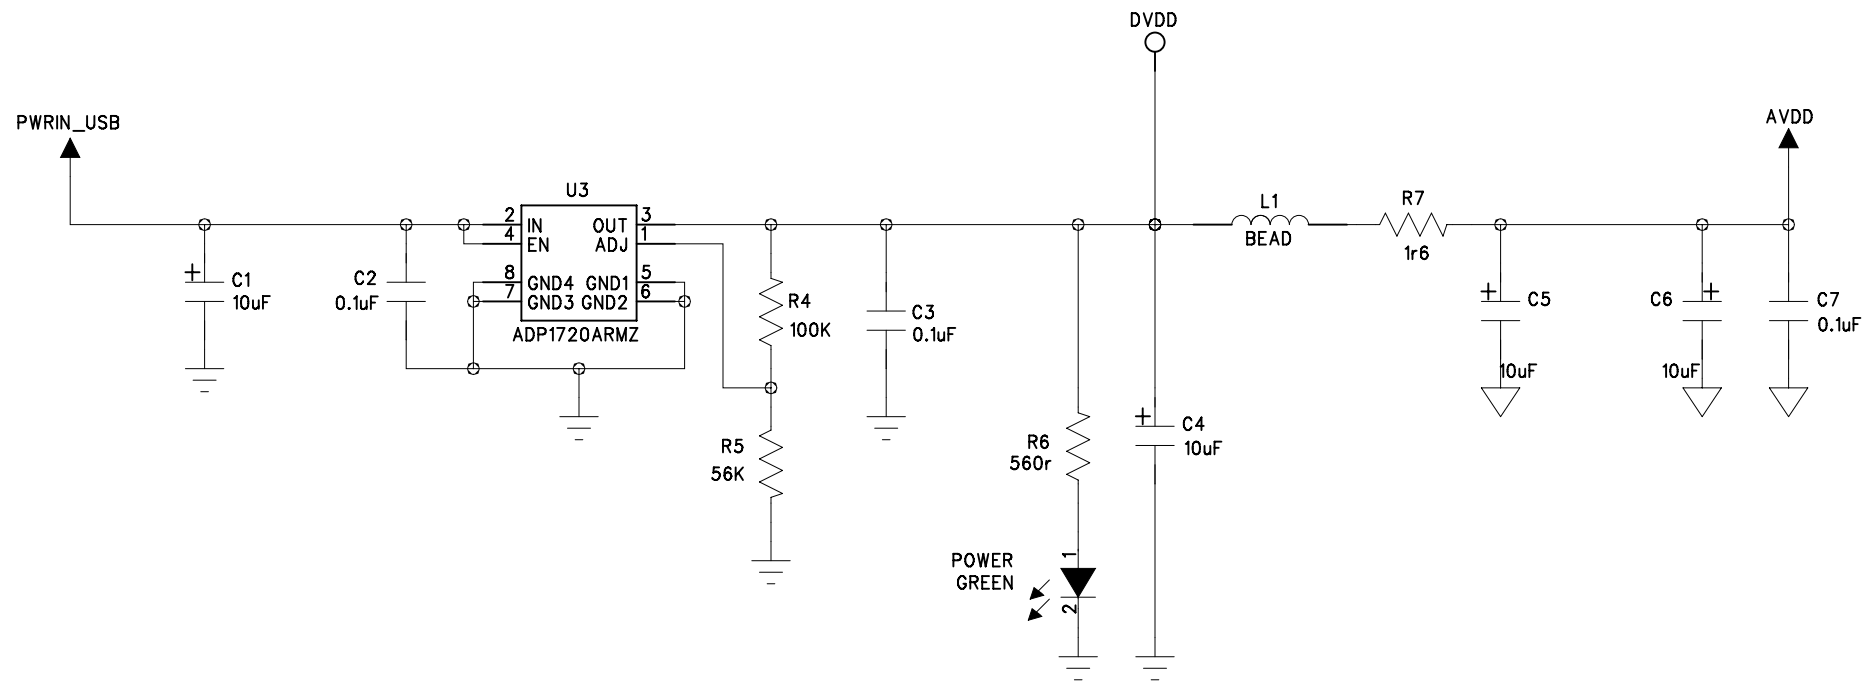 DVDD
PWRIN_USB
AVDD
U3
2
IN
OUT
3
4
EN
ADJ
1
8
GND4
GND1
5
7
GND3
GND2
6
ADP1720ARMZ
L1
BEAD
R7
1r6
+
C1
10uF
C2
0.1uF
R4
100K
C3
0.1uF
+
C5
10uF
C6
+
10uF
C7
0.1uF
R5
56K
R6
560r
+
C4
10uF
POWER
GREEN
1
2